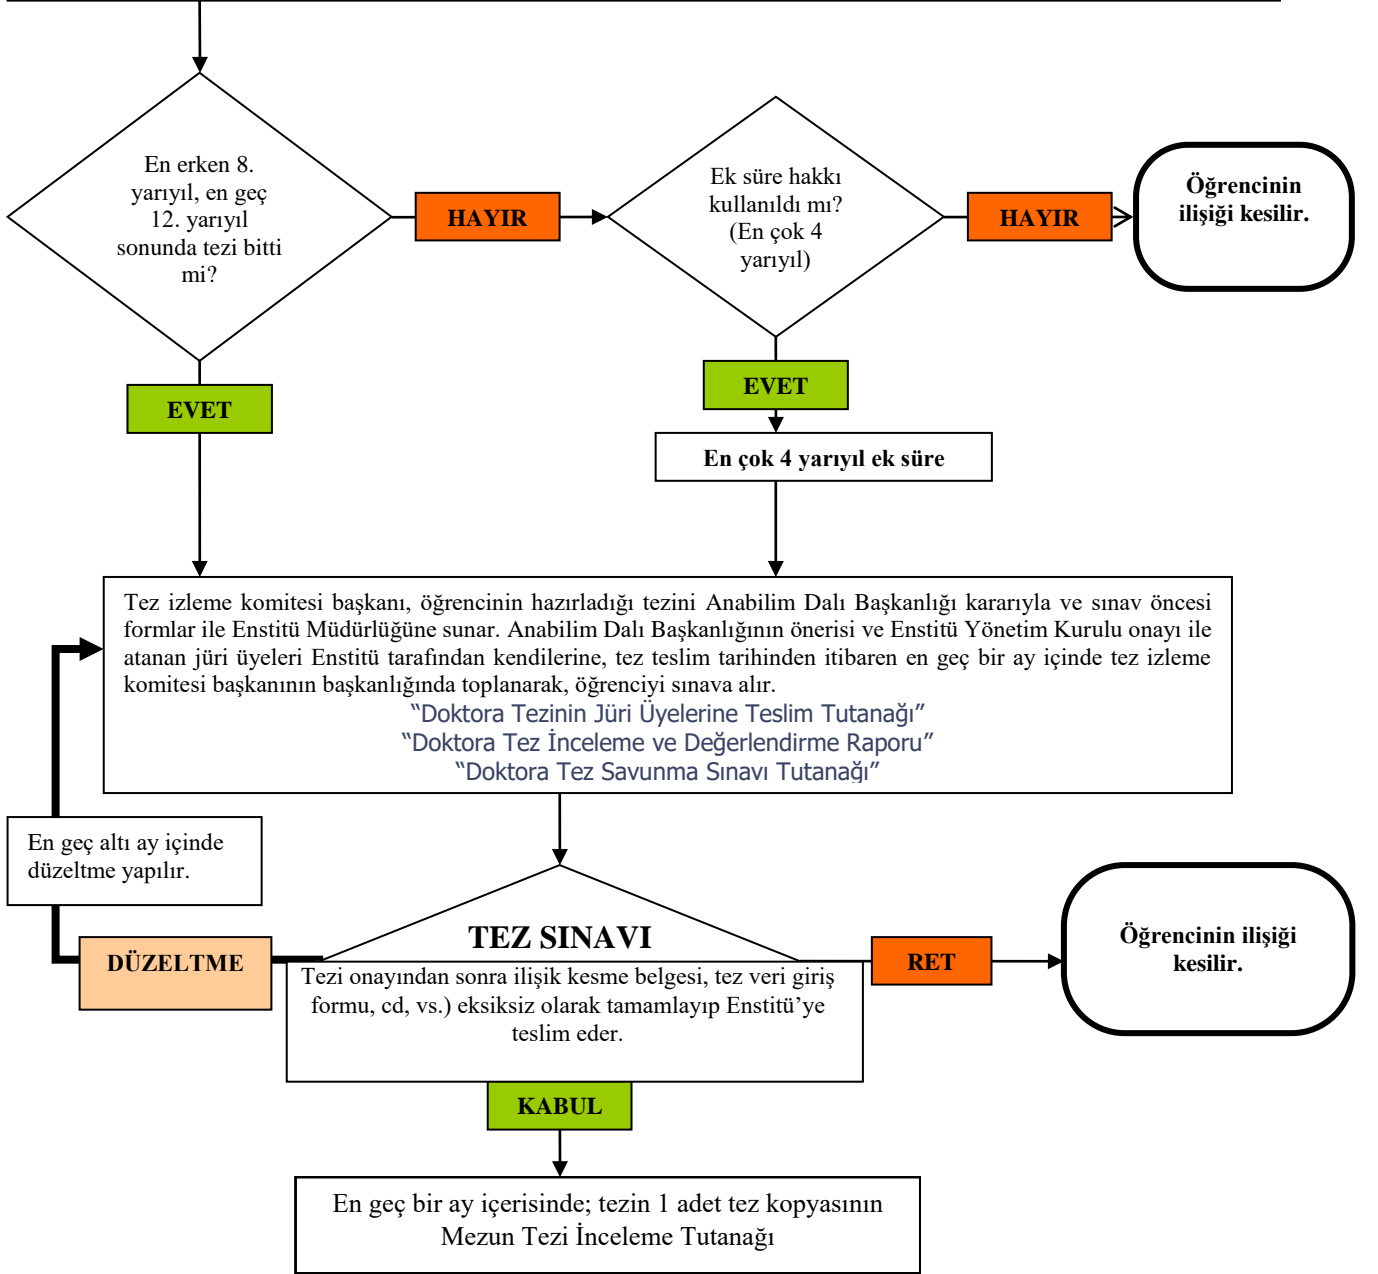 En erken 8.
yarıyıl, en geç
12. yarıyıl
sonunda tezi bitti
mi?
HAYIR
Ek süre hakkı
kullanıldı mı?
(En çok 4
yarıyıl)
HAYIR
Öğrencinin
ilişiği kesilir.
EVET
EVET
En çok 4 yarıyıl ek süre
Tez izleme komitesi başkanı, öğrencinin hazırladığı tezini Anabilim Dalı Başkanlığı kararıyla ve sınav öncesi
formlar ile Enstitü Müdürlüğüne sunar. Anabilim Dalı Başkanlığının önerisi ve Enstitü Yönetim Kurulu onayı ile
atanan jüri üyeleri Enstitü tarafından kendilerine, tez teslim tarihinden itibaren en geç bir ay içinde tez izleme
komitesi başkanının başkanlığında toplanarak, öğrenciyi sınava alır.
“Doktora Tezinin Jüri Üyelerine Teslim Tutanağı”
“Doktora Tez İnceleme ve Değerlendirme Raporu”
“Doktora Tez Savunma Sınavı Tutanağı”
En geç altı ay içinde
düzeltme yapılır.
DÜZELTME
TEZ SINAVI
Tezi onayından sonra ilişik kesme belgesi, tez veri giriş
formu, cd, vs.) eksiksiz olarak tamamlayıp Enstitü’ye
teslim eder.
RET
Öğrencinin ilişiği
kesilir.
KABUL
En geç bir ay içerisinde; tezin 1 adet tez kopyasının
Mezun Tezi İnceleme Tutanağı